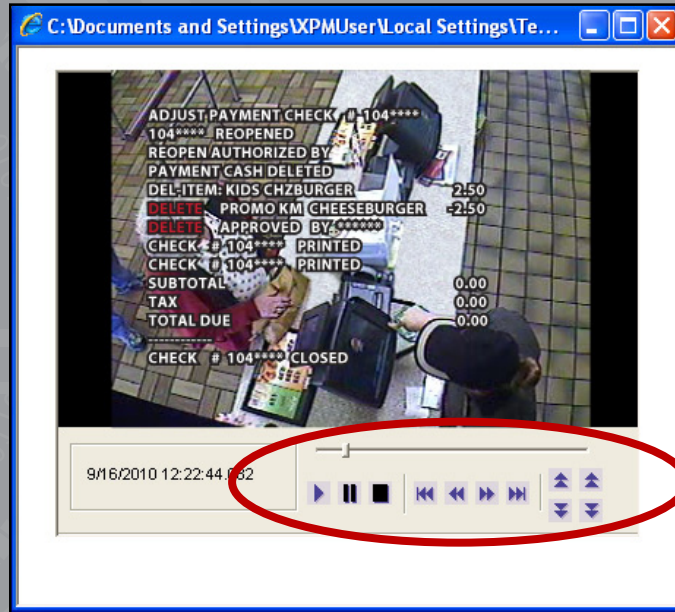 C:\Documents and Settings\XPMUser\Local Settings\Te...
ADJUST PAYMENT CHECK # 104****
104**** REOPENED
REOPEN AUTHORIZED BY
PAYMENT CASH DELETED
DEL-ITEM: KIDS CHZBURGER 2.50
DELETE PROMO KM CHEESEBURGER -2.50
DELETE APPROVED BY ******
CHECK # 104**** PRINTED
CHECK # 104**** PRINTED
SUBTOTAL 0.00
TAX 0.00
TOTAL DUE 0.00
------------
CHECK # 104**** CLOSED
9/16/2010 12:22:44.082